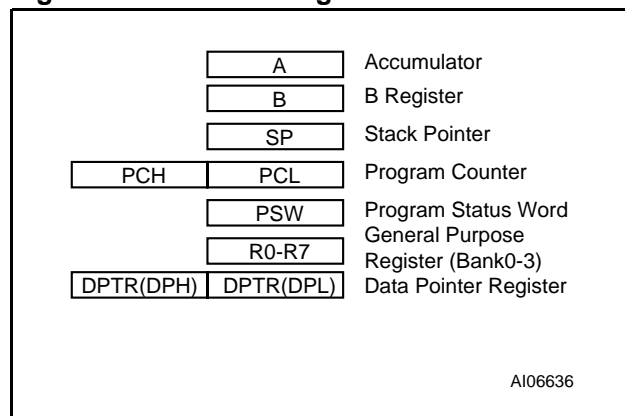 A Accumulator
B B Register
SP Stack Pointer
PCH PCL Program Counter
PSW Program Status Word
R0-R7 General Purpose
Register (Bank0-3)
DPTR(DPH) DPTR(DPL) Data Pointer Register
AI06636